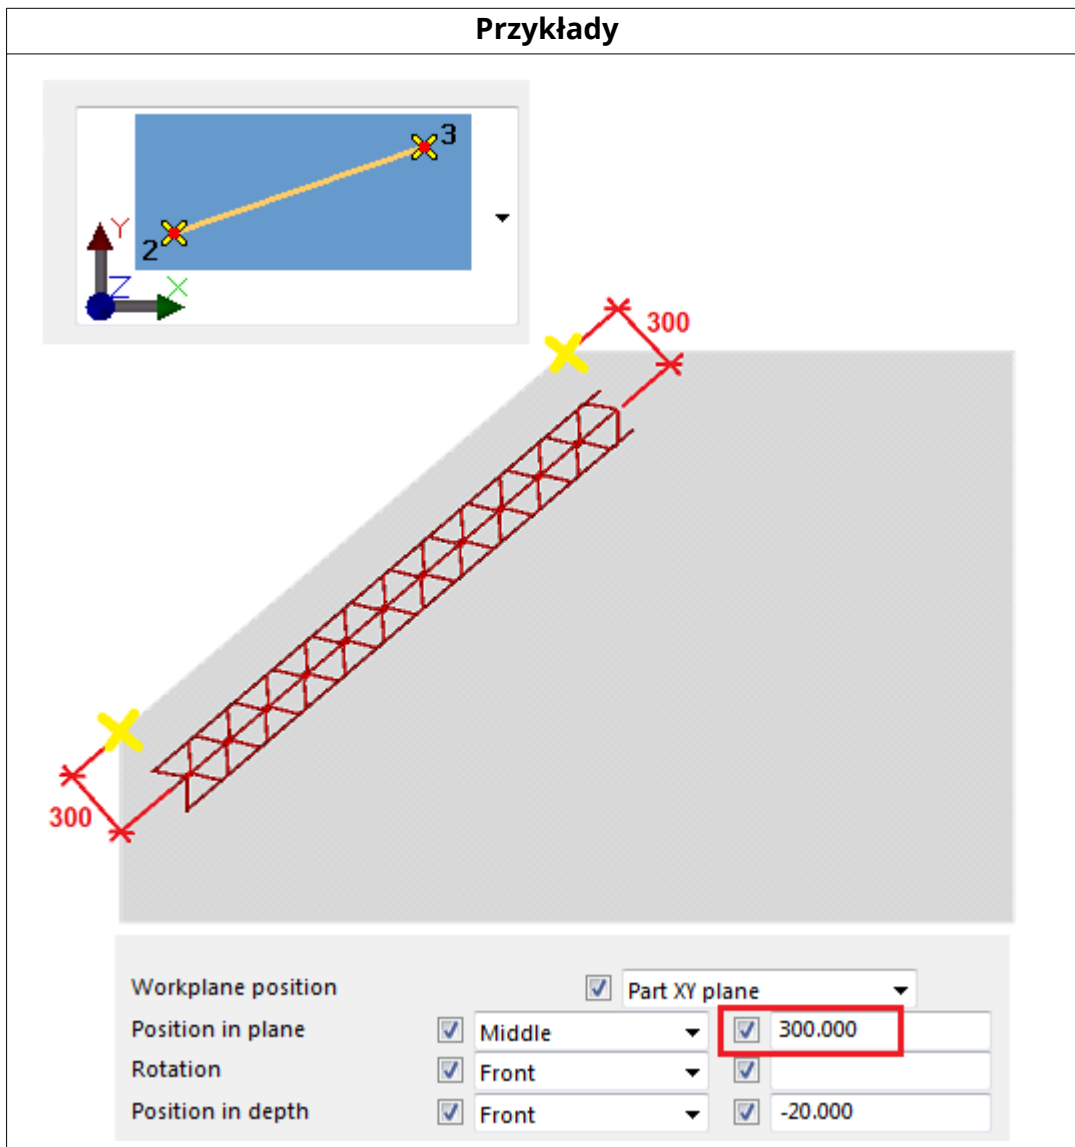 Przykłady
3
Y
2
Z X
300
300
Workplane position Part XY plane
Position in plane Middle 300.000
Rotation Front
Position in depth Front -20.000